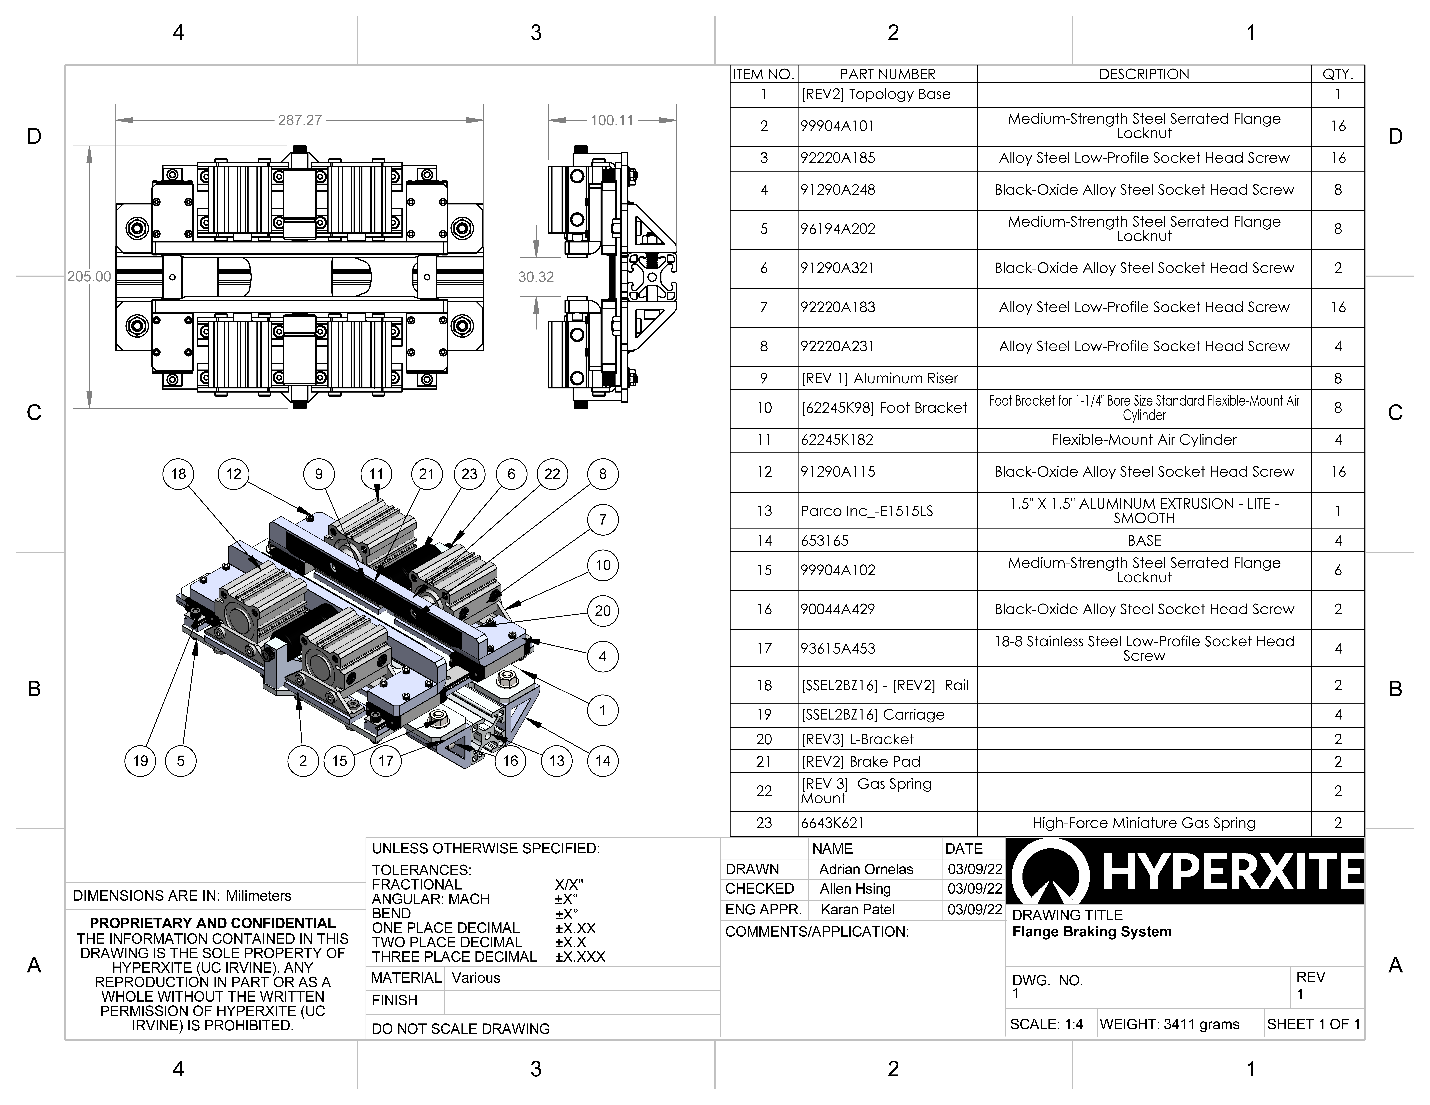 4 3 2 1
D
C
B
A
D
C
B
A
287.27
100.11
205.00
30.32
18 12 9 11 21 23 6 22 8
7
10
20
4
1
19 5 2 15 17 16 13 14
ITEM NO. PART NUMBER DESCRIPTION QTY.
1 [REV2] Topology Base 1
2 99904A101 Medium-Strength Steel Serrated Flange
Locknut 16
3 92220A185 Alloy Steel Low-Profile Socket Head Screw 16
4 91290A248 Black-Oxide Alloy Steel Socket Head Screw 8
5 96194A202 Medium-Strength Steel Serrated Flange
Locknut 8
6 91290A321 Black-Oxide Alloy Steel Socket Head Screw 2
7 92220A183 Alloy Steel Low-Profile Socket Head Screw 16
8 92220A231 Alloy Steel Low-Profile Socket Head Screw 4
9 [REV 1] Aluminum Riser 8
10 [62245K98] Foot Bracket Foot Bracket for 1-1/4" Bore Size Standard Flexible-Mount Air
Cylinder 8
11 62245K182 Flexible-Mount Air Cylinder 4
12 91290A115 Black-Oxide Alloy Steel Socket Head Screw 16
13 Parco Inc_-E1515LS 1.5" X 1.5" ALUMINUM EXTRUSION - LITE -
SMOOTH 1
14 653165 BASE 4
15 99904A102 Medium-Strength Steel Serrated Flange
Locknut 6
16 90044A429 Black-Oxide Alloy Steel Socket Head Screw 2
17 93615A453 18-8 Stainless Steel Low-Profile Socket Head
Screw 4
18 [SSEL2BZ16] - [REV2] Rail 2
19 [SSEL2BZ16] Carriage 4
20 [REV3] L-Bracket 2
21 [REV2] Brake Pad 2
22 [REV 3] Gas Spring
Mount 2
23 6643K621 High-Force Miniature Gas Spring 2
DIMENSIONS ARE IN: Milimeters
PROPRIETARY AND CONFIDENTIAL
THE INFORMATION CONTAINED IN THIS
DRAWING IS THE SOLE PROPERTY OF
HYPERXITE (UC IRVINE). ANY
REPRODUCTION IN PART OR AS A
WHOLE WITHOUT THE WRITTEN
PERMISSION OF HYPERXITE (UC
IRVINE) IS PROHIBITED.
UNLESS OTHERWISE SPECIFIED:
TOLERANCES:
FRACTIONAL X/X"
ANGULAR: MACH ±X°
BEND ±X°
ONE PLACE DECIMAL ±X.XX
TWO PLACE DECIMAL ±X.X
THREE PLACE DECIMAL ±X.XXX
MATERIAL Various
FINISH
DO NOT SCALE DRAWING
NAME DATE
DRAWN Adrian Ornelas 03/09/22
CHECKED Allen Hsing 03/09/22
ENG APPR. Karan Patel 03/09/22
COMMENTS/APPLICATION:
HYPERXITE
DRAWING TITLE
Flange Braking System
DWG. NO.
1
REV
1
SCALE: 1:4 WEIGHT: 3411 grams SHEET 1 OF 1
4 3 2 1